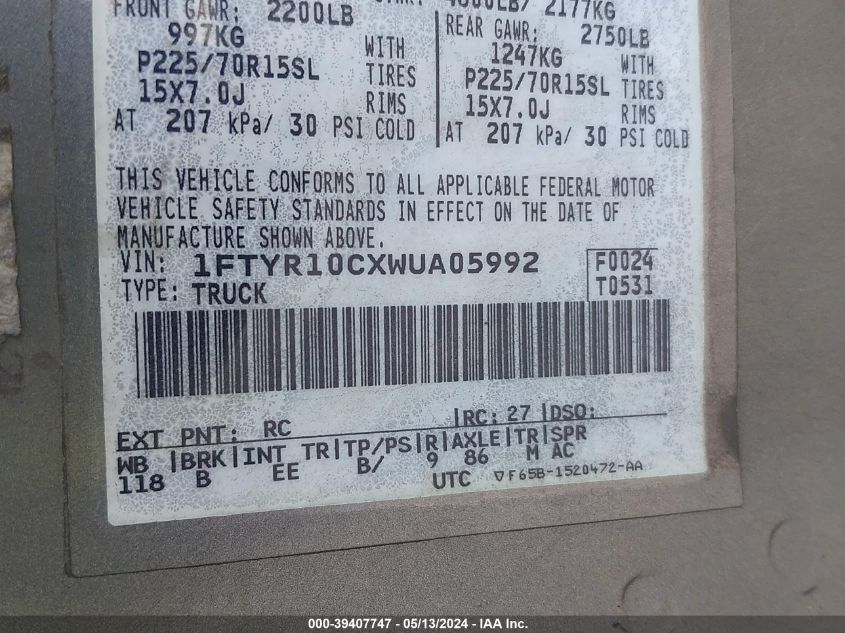 4800LB/ 2177KG
FRONT GAWR: 2200LB
997KG WITH
P225/70R15SL TIRES
15X7.0J RIMS
AT 207 kPa/ 30 PSI COLD
REAR GAWR: 2750LB
1247KG WITH
P225/70R15SL TIRES
15X7.0J RIMS
AT 207 kPa/ 30 PSI COLD
THIS VEHICLE CONFORMS TO ALL APPLICABLE FEDERAL MOTOR
VEHICLE SAFETY STANDARDS IN EFFECT ON THE DATE OF
MANUFACTURE SHOWN ABOVE.
VIN: 1FTYR10CXWUA05992 F0024
TYPE: TRUCK T0531
EXT PNT: RC |RC: 27 |DSO:
WB |BRK|INT TR|TP/PS|R|AXLE|TR|SPR
118 B EE B/ 9 86 M AC
UTC ▽F65B-1520472-AA
000-39407747 - 05/13/2024 - IAA Inc.